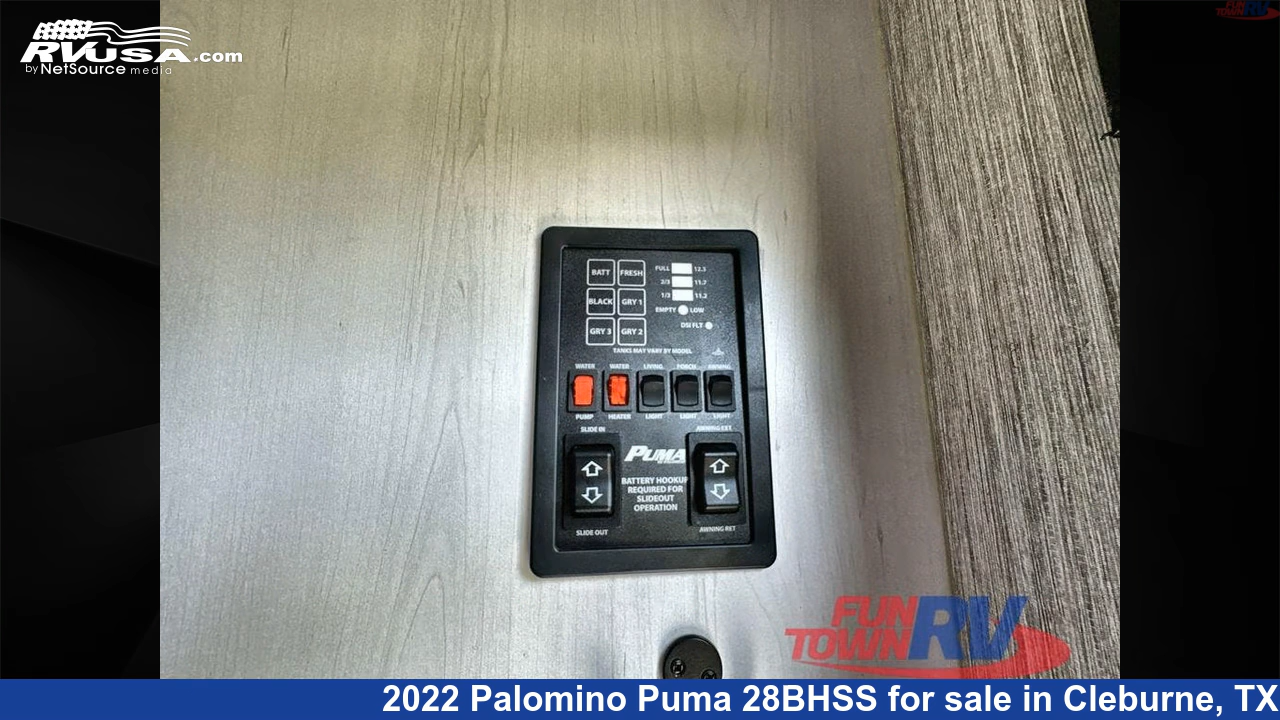 RVUSA.com
by NetSource media
FUN TOWN RV
BATT FRESH
BLACK GRY 1
GRY 3 GRY 2
FULL 12.3
2/3 11.7
1/3 11.2
EMPTY LOW
DSI FLT
TANKS MAY VARY BY MODEL
WATER WATER LIVING PORCH AWNING
PUMP HEATER LIGHT LIGHT LIGHT
SLIDE IN
AWNING EXT
PUMA
BATTERY HOOKUP
REQUIRED FOR
SLIDEOUT
OPERATION
SLIDE OUT
AWNING RET
FUN
TOWN RV
2022 Palomino Puma 28BHSS for sale in Cleburne, TX